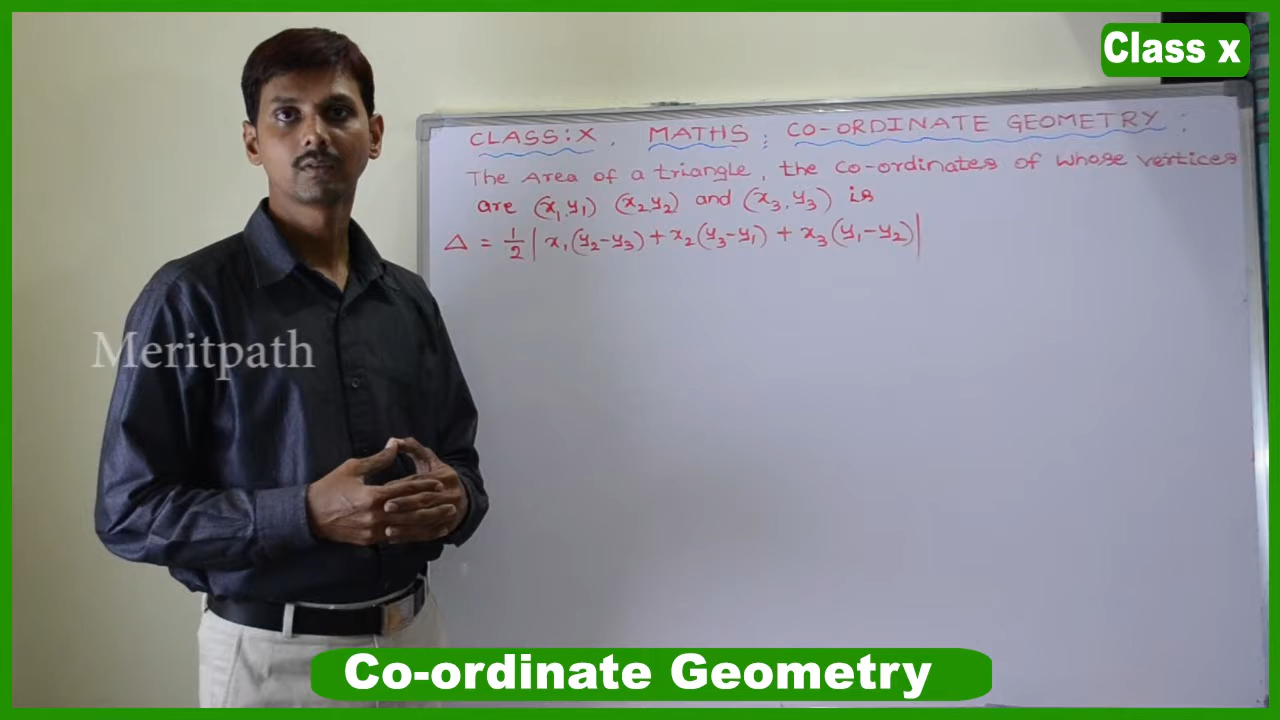 Class x
CLASS:X, MATHS; CO-ORDINATE GEOMETRY:
The Area of a triangle, the co-ordinates of whose vertices
are (x₁,y₁) (x₂,y₂) and (x₃,y₃) is
Δ = 1/2 | x₁(y₂-y₃) + x₂(y₃-y₁) + x₃(y₁-y₂) |
Meritpath
Co-ordinate Geometry